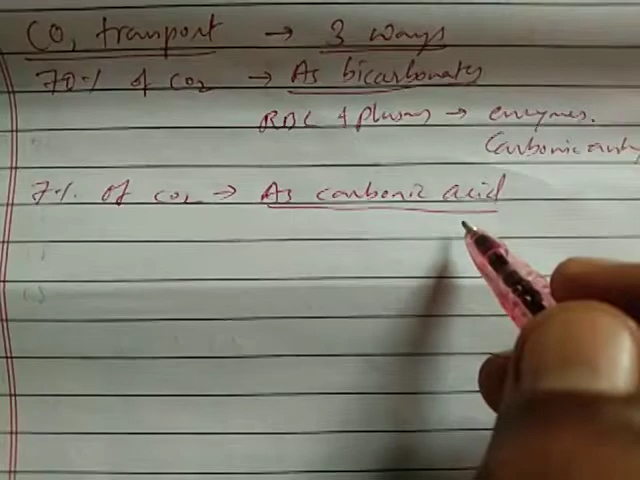 CO2 transport → 3 ways
70% of CO2 → As bicarbonates
RBC & plasma → enzymes.
Carbonic anhy
7% of CO2 → As carbonic acid